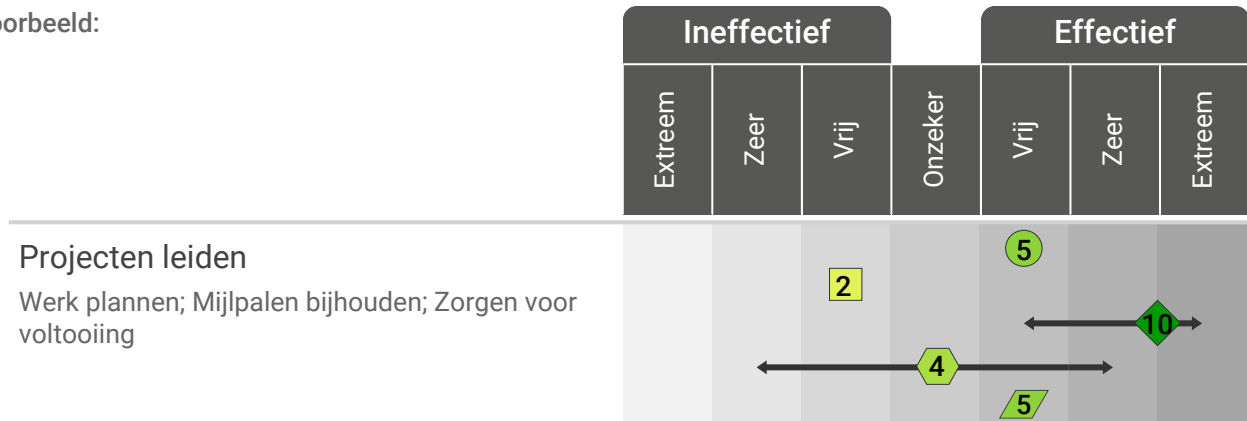 oorbeeld:
Ineffectief
Effectief
Extreem
Zeer
Vrij
Onzeker
Vrij
Zeer
Extreem
Projecten leiden
Werk plannen; Mijlpalen bijhouden; Zorgen voor
voltooiing
5
2
10
4
5